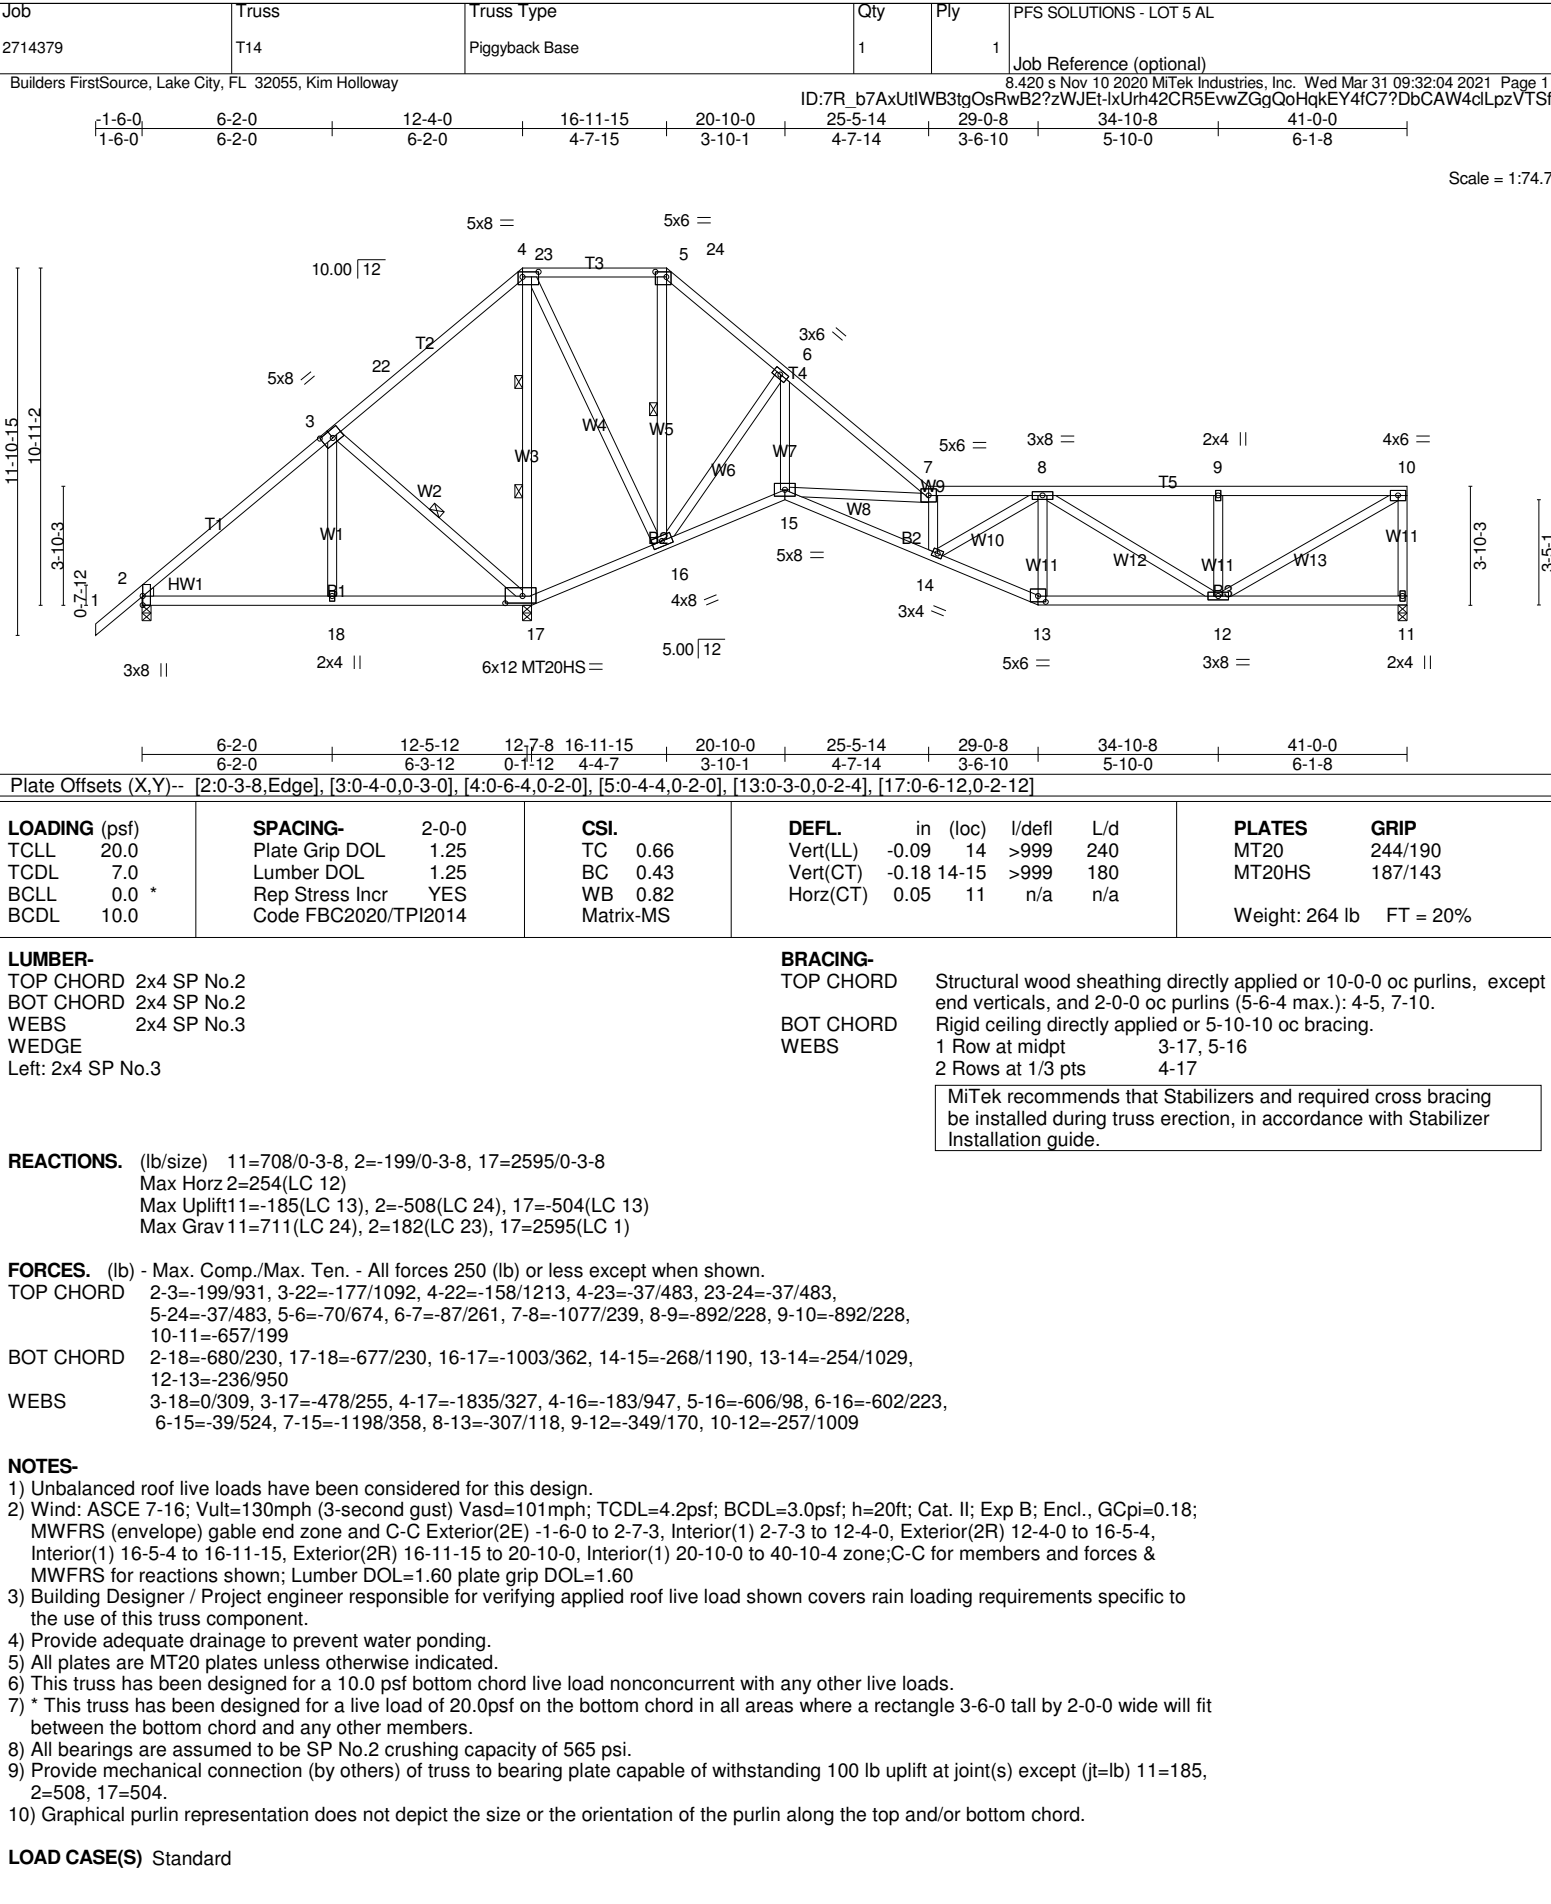 Job Truss Truss Type Qty Ply PFS SOLUTIONS - LOT 5 AL
2714379 T14 Piggyback Base 1 1
Job Reference (optional)
Builders FirstSource, Lake City, FL 32055, Kim Holloway 8.420 s Nov 10 2020 MiTek Industries, Inc. Wed Mar 31 09:32:04 2021 Page 1
-1-6-0 6-2-0 12-4-0 16-11-15 20-10-0 25-5-14 29-0-8 34-10-8 41-0-0
1-6-0 6-2-0 6-2-0 4-7-15 3-10-1 4-7-14 3-6-10 5-10-0 6-1-8
Scale = 1:74.7
5x8 = 5x6 =
4 23 T3 5 24
10.00 12
3x6
6
T4
T2
22
5x8
3
11-10-15
10-11-2
W4 W5 W3 W7 W6
5x6 = 3x8 = 2x4 || 4x6 =
7 8 9 10
W9 T5
W2
W8
T1 W1
15
B2 W10 W11 W12 W11 W13 W11
3-10-3
3-10-3
3-5-1
5x8 =
0-7-12
2 HW1 B1
1
16
4x8
14
3x4
18 17 13 12 11
5.00 12
3x8 || 2x4 || 6x12 MT20HS = 5x6 = 3x8 = 2x4 ||
6-2-0 12-5-12 12-7-8 16-11-15 20-10-0 25-5-14 29-0-8 34-10-8 41-0-0
6-2-0 6-3-12 0-1-12 4-4-7 3-10-1 4-7-14 3-6-10 5-10-0 6-1-8
Plate Offsets (X,Y)-- [2:0-3-8,Edge], [3:0-4-0,0-3-0], [4:0-6-4,0-2-0], [5:0-4-4,0-2-0], [13:0-3-0,0-2-4], [17:0-6-12,0-2-12]
LOADING (psf) SPACING- 2-0-0 CSI. DEFL. in (loc) l/defl L/d PLATES GRIP
TCLL 20.0 Plate Grip DOL 1.25 TC 0.66 Vert(LL) -0.09 14 >999 240 MT20 244/190
TCDL 7.0 Lumber DOL 1.25 BC 0.43 Vert(CT) -0.18 14-15 >999 180 MT20HS 187/143
BCLL 0.0 * Rep Stress Incr YES WB 0.82 Horz(CT) 0.05 11 n/a n/a
BCDL 10.0 Code FBC2020/TPI2014 Matrix-MS Weight: 264 lb FT = 20%
LUMBER-
TOP CHORD 2x4 SP No.2
BOT CHORD 2x4 SP No.2
WEBS 2x4 SP No.3
WEDGE
Left: 2x4 SP No.3
BRACING-
TOP CHORD Structural wood sheathing directly applied or 10-0-0 oc purlins, except
end verticals, and 2-0-0 oc purlins (5-6-4 max.): 4-5, 7-10.
BOT CHORD Rigid ceiling directly applied or 5-10-10 oc bracing.
WEBS 1 Row at midpt 3-17, 5-16
2 Rows at 1/3 pts 4-17
MiTek recommends that Stabilizers and required cross bracing
be installed during truss erection, in accordance with Stabilizer
Installation guide.
REACTIONS. (lb/size) 11=708/0-3-8, 2=-199/0-3-8, 17=2595/0-3-8
Max Horz 2=254(LC 12)
Max Uplift11=-185(LC 13), 2=-508(LC 24), 17=-504(LC 13)
Max Grav 11=711(LC 24), 2=182(LC 23), 17=2595(LC 1)
FORCES. (lb) - Max. Comp./Max. Ten. - All forces 250 (lb) or less except when shown.
TOP CHORD 2-3=-199/931, 3-22=-177/1092, 4-22=-158/1213, 4-23=-37/483, 23-24=-37/483,
5-24=-37/483, 5-6=-70/674, 6-7=-87/261, 7-8=-1077/239, 8-9=-892/228, 9-10=-892/228,
10-11=-657/199
BOT CHORD 2-18=-680/230, 17-18=-677/230, 16-17=-1003/362, 14-15=-268/1190, 13-14=-254/1029,
12-13=-236/950
WEBS 3-18=0/309, 3-17=-478/255, 4-17=-1835/327, 4-16=-183/947, 5-16=-606/98, 6-16=-602/223,
6-15=-39/524, 7-15=-1198/358, 8-13=-307/118, 9-12=-349/170, 10-12=-257/1009
NOTES-
1) Unbalanced roof live loads have been considered for this design.
2) Wind: ASCE 7-16; Vult=130mph (3-second gust) Vasd=101mph; TCDL=4.2psf; BCDL=3.0psf; h=20ft; Cat. II; Exp B; Encl., GCpi=0.18;
MWFRS (envelope) gable end zone and C-C Exterior(2E) -1-6-0 to 2-7-3, Interior(1) 2-7-3 to 12-4-0, Exterior(2R) 12-4-0 to 16-5-4,
Interior(1) 16-5-4 to 16-11-15, Exterior(2R) 16-11-15 to 20-10-0, Interior(1) 20-10-0 to 40-10-4 zone;C-C for members and forces &
MWFRS for reactions shown; Lumber DOL=1.60 plate grip DOL=1.60
3) Building Designer / Project engineer responsible for verifying applied roof live load shown covers rain loading requirements specific to
the use of this truss component.
4) Provide adequate drainage to prevent water ponding.
5) All plates are MT20 plates unless otherwise indicated.
6) This truss has been designed for a 10.0 psf bottom chord live load nonconcurrent with any other live loads.
7) * This truss has been designed for a live load of 20.0psf on the bottom chord in all areas where a rectangle 3-6-0 tall by 2-0-0 wide will fit
between the bottom chord and any other members.
8) All bearings are assumed to be SP No.2 crushing capacity of 565 psi.
9) Provide mechanical connection (by others) of truss to bearing plate capable of withstanding 100 lb uplift at joint(s) except (jt=lb) 11=185,
2=508, 17=504.
10) Graphical purlin representation does not depict the size or the orientation of the purlin along the top and/or bottom chord.
LOAD CASE(S) Standard